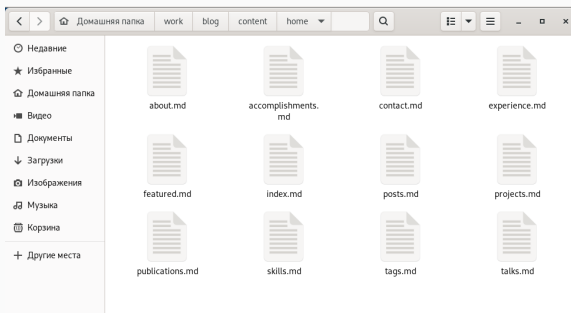 Домашняя папка work blog content home
Недавние
Избранные
Домашняя папка
Видео
Документы
Загрузки
Изображения
Музыка
Корзина
Другие места
about.md
accomplishments.
md
contact.md
experience.md
featured.md
index.md
posts.md
projects.md
publications.md
skills.md
tags.md
talks.md